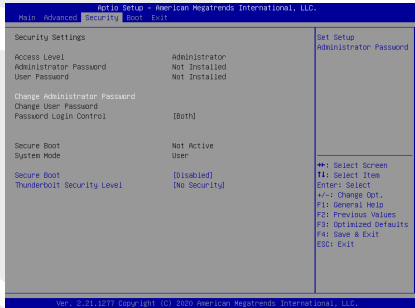 Aptio Setup - American Megatrends International, LLC.
Main Advanced Security Boot Exit
Security Settings
Access Level Administrator
Administrator Password Not Installed
User Password Not Installed
Change Administrator Password
Change User Password
Password Login Control [Both]
Secure Boot Not Active
System Mode User
Secure Boot [Disabled]
Thunderbolt Security Level [No Security]
Set Setup
Administrator Password
→←: Select Screen
↑↓: Select Item
Enter: Select
+/-: Change Opt.
F1: General Help
F2: Previous Values
F3: Optimized Defaults
F4: Save & Exit
ESC: Exit
Ver. 2.21.1277 Copyright (C) 2020 American Megatrends International, LLC.